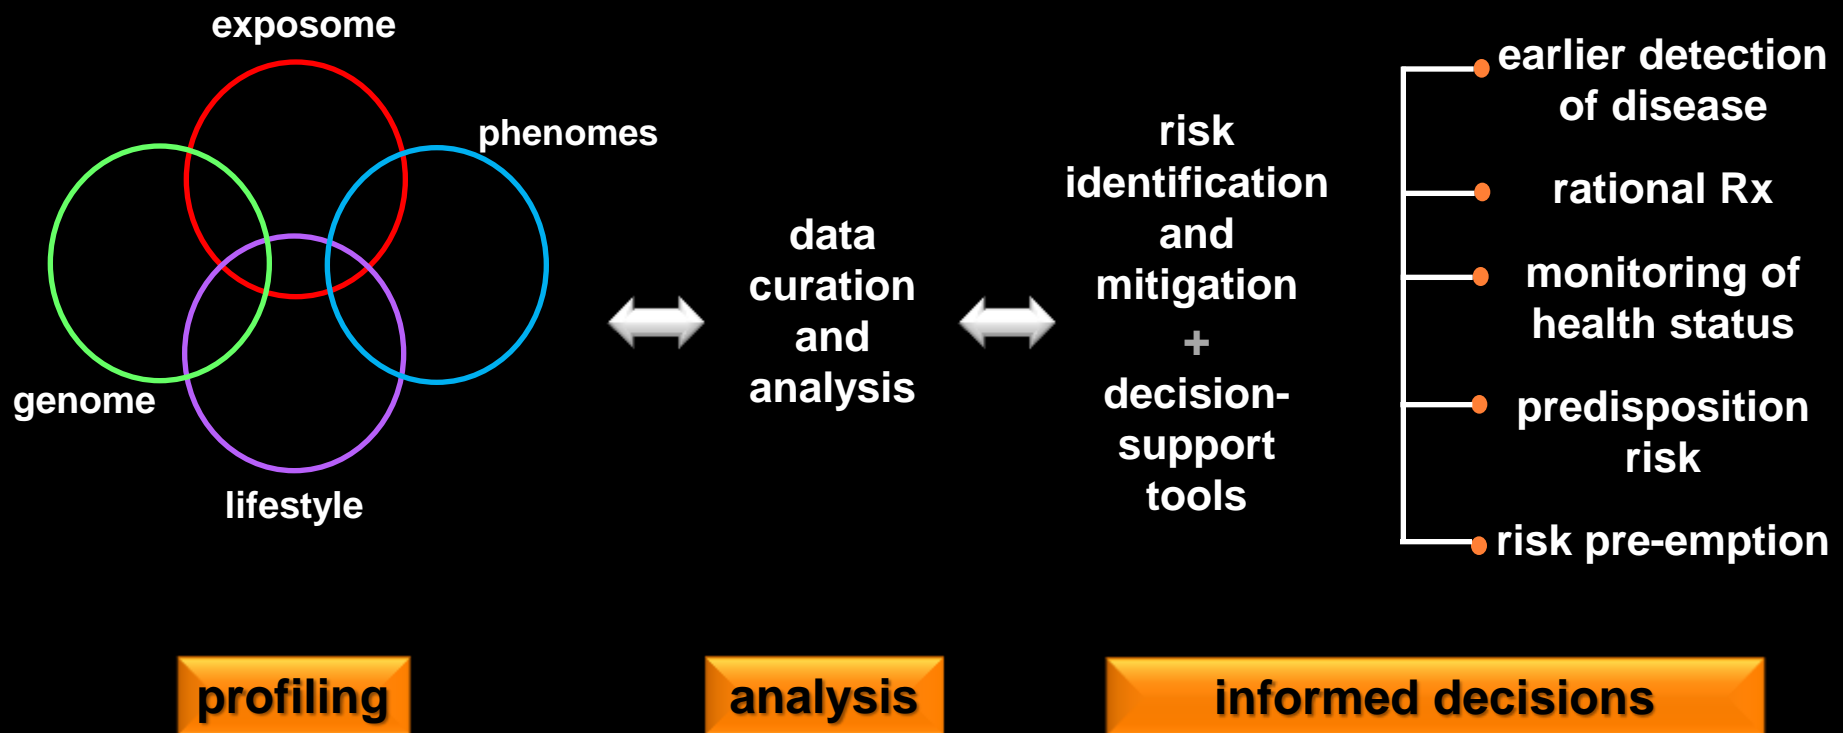 exposome
phenomes
genome
lifestyle
data
curation
and
analysis
risk
identification
and
mitigation
+
decision-
support
tools
earlier detection
of disease
rational Rx
monitoring of
health status
predisposition
risk
risk pre-emption
profiling
analysis
informed decisions